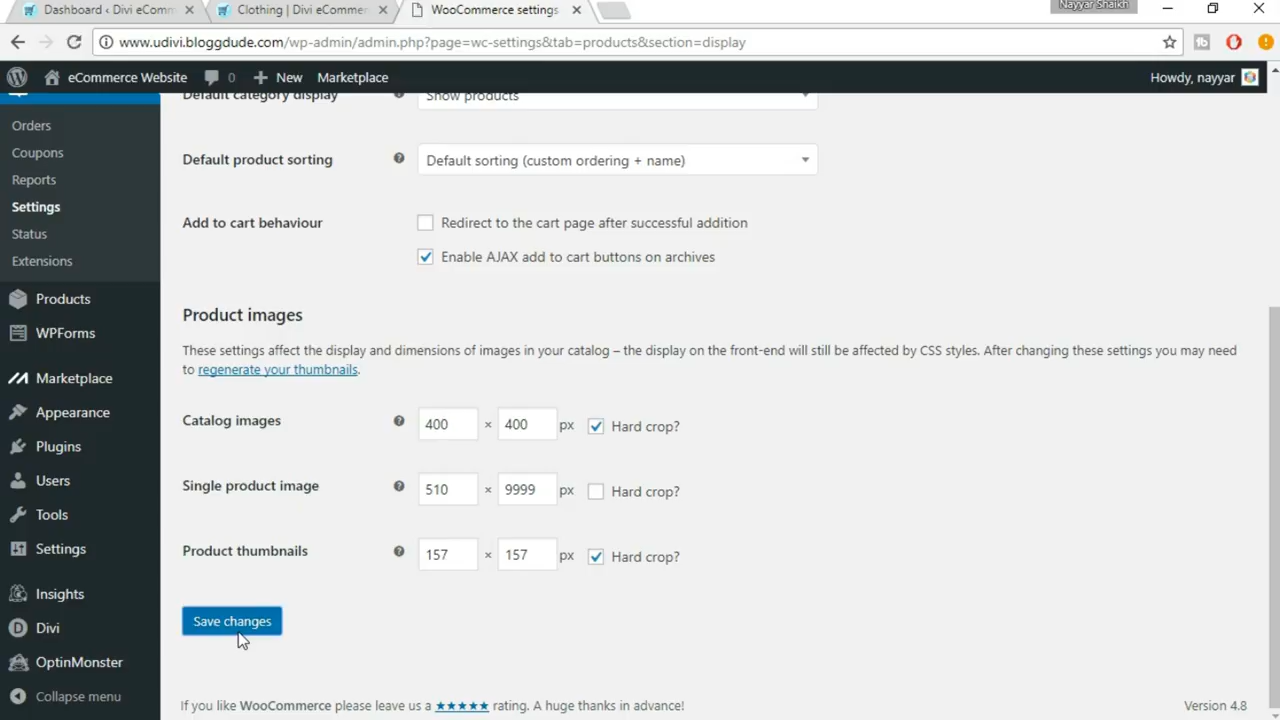 Dashboard ‹ Divi eComm
Clothing | Divi eCommer
WooCommerce settings
Nayyar Shaikh
www.udivi.bloggdude.com/wp-admin/admin.php?page=wc-settings&tab=products&section=display
eCommerce Website
0
New
Marketplace
Howdy, nayyar
Orders
Coupons
Reports
Settings
Status
Extensions
Products
WPForms
Marketplace
Appearance
Plugins
Users
Tools
Settings
Insights
Divi
OptinMonster
Collapse menu
Default category display
Show products
Default product sorting
Default sorting (custom ordering + name)
Add to cart behaviour
Redirect to the cart page after successful addition
Enable AJAX add to cart buttons on archives
Product images
These settings affect the display and dimensions of images in your catalog – the display on the front-end will still be affected by CSS styles. After changing these settings you may need
to regenerate your thumbnails.
Catalog images
400 × 400 px Hard crop?
Single product image
510 × 9999 px Hard crop?
Product thumbnails
157 × 157 px Hard crop?
Save changes
If you like WooCommerce please leave us a ★★★★★ rating. A huge thanks in advance!
Version 4.8